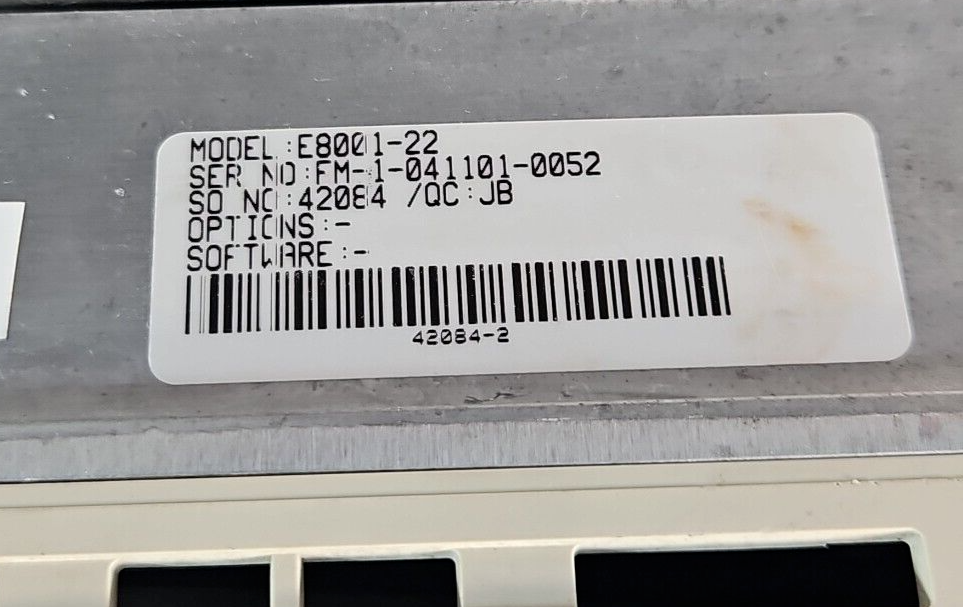 MODEL:E8001-22
SER NO:FM-1-041101-0052
SO NO:42084 /QC:JB
OPTIONS:-
SOFTWARE:-
42084-2